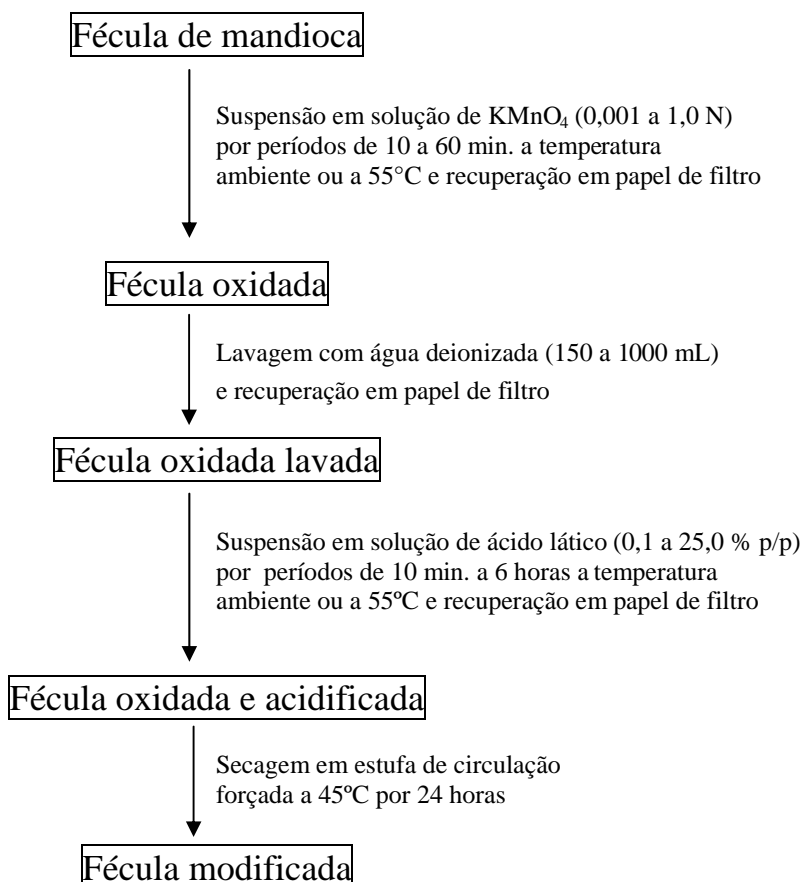 Fécula de mandioca
Suspensão em solução de KMnO₄ (0,001 a 1,0 N)
por períodos de 10 a 60 min. a temperatura
ambiente ou a 55°C e recuperação em papel de filtro
Fécula oxidada
Lavagem com água deionizada (150 a 1000 mL)
e recuperação em papel de filtro
Fécula oxidada lavada
Suspensão em solução de ácido lático (0,1 a 25,0 % p/p)
por períodos de 10 min. a 6 horas a temperatura
ambiente ou a 55ºC e recuperação em papel de filtro
Fécula oxidada e acidificada
Secagem em estufa de circulação
forçada a 45ºC por 24 horas
Fécula modificada